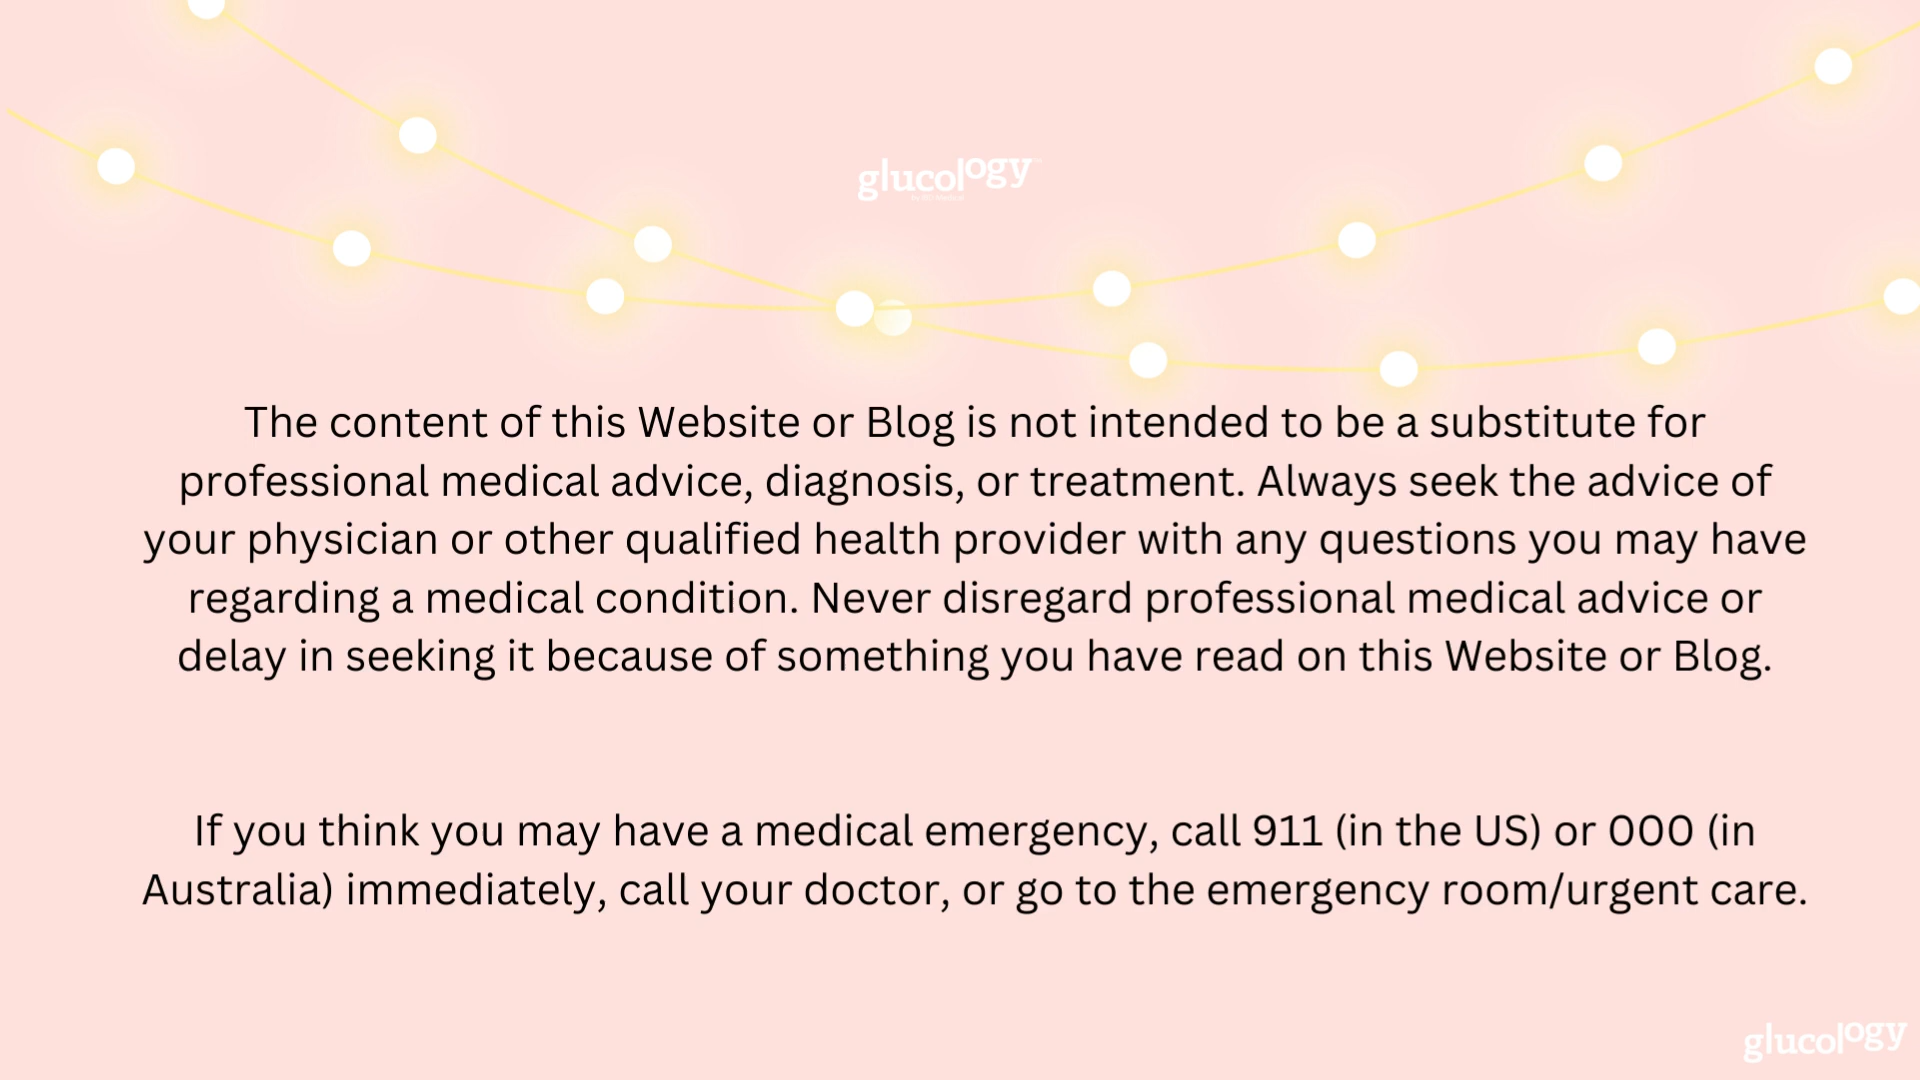 glucology
The content of this Website or Blog is not intended to be a substitute for
professional medical advice, diagnosis, or treatment. Always seek the advice of
your physician or other qualified health provider with any questions you may have
regarding a medical condition. Never disregard professional medical advice or
delay in seeking it because of something you have read on this Website or Blog.
If you think you may have a medical emergency, call 911 (in the US) or 000 (in
Australia) immediately, call your doctor, or go to the emergency room/urgent care.
glucology